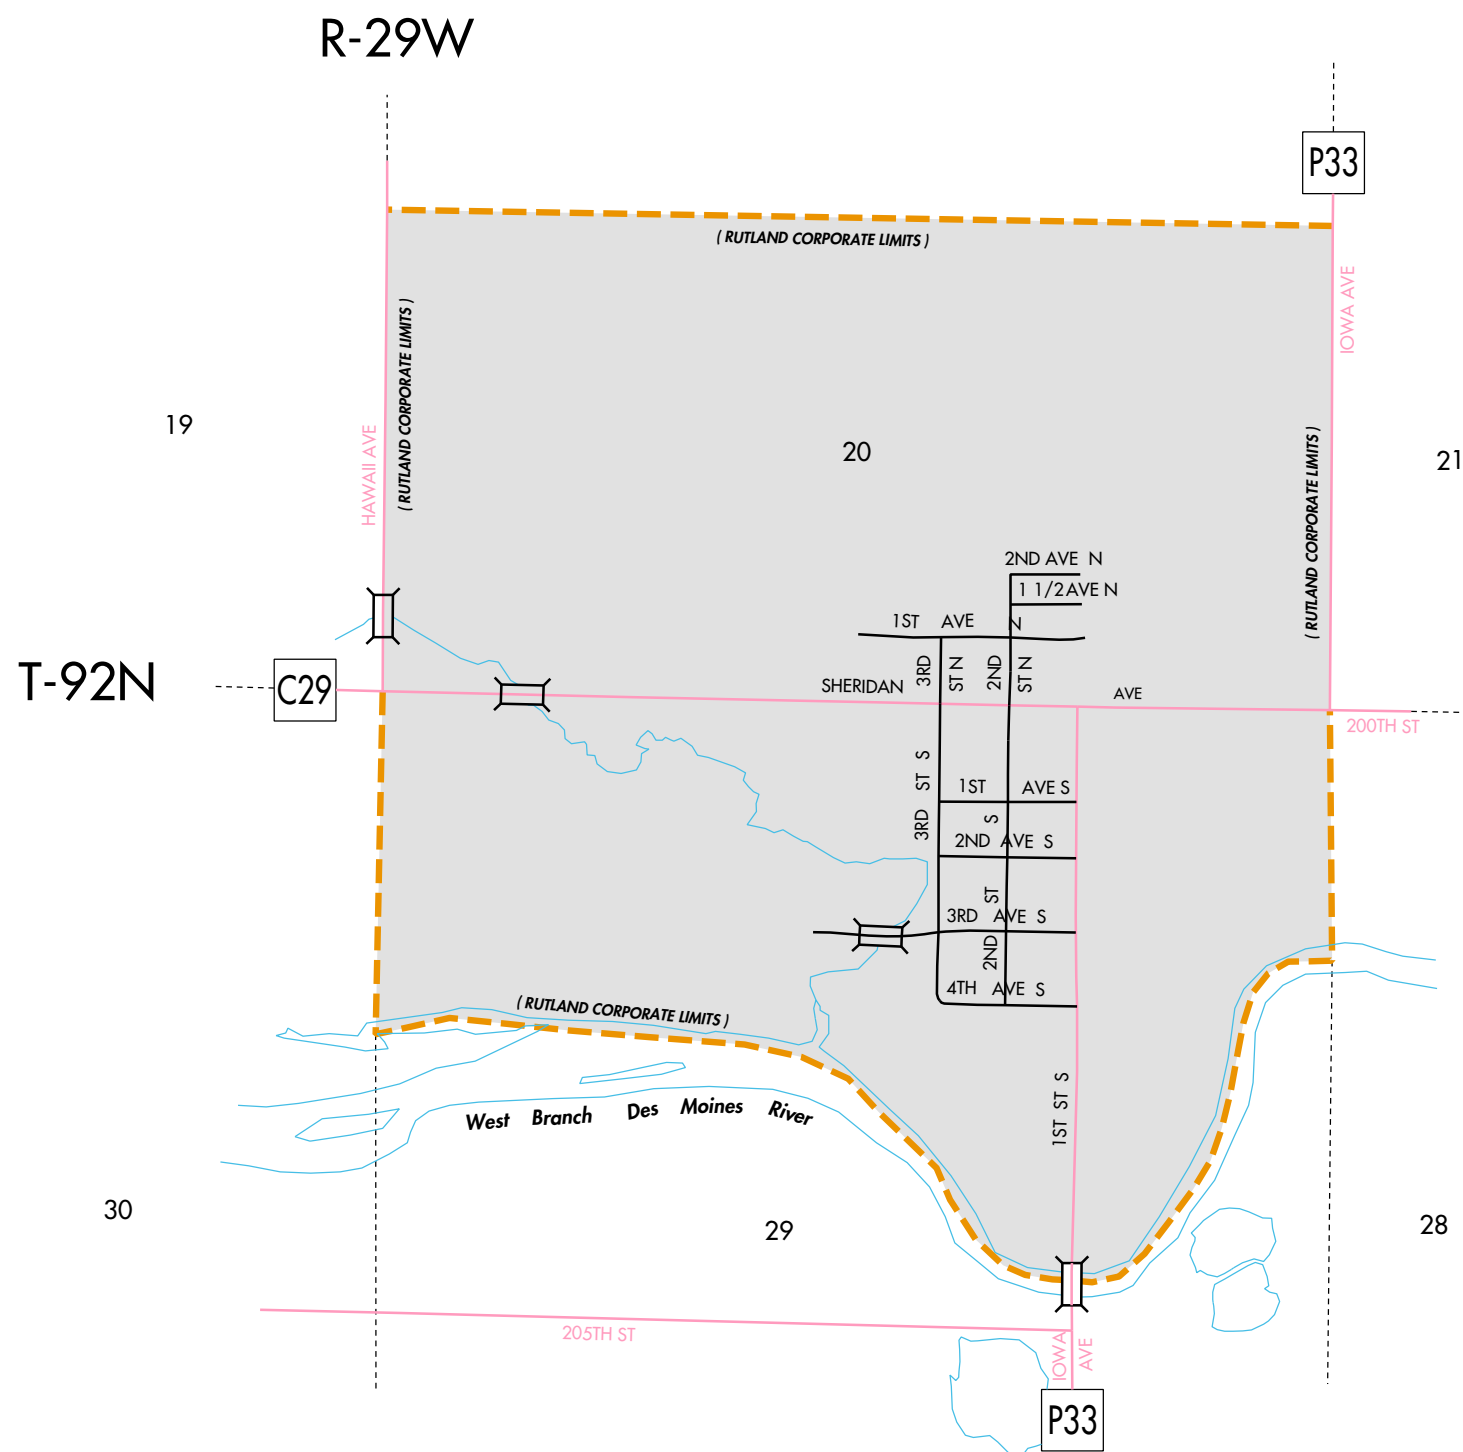 R-29W
P33
( RUTLAND CORPORATE LIMITS )
IOWA AVE
( RUTLAND CORPORATE LIMITS )
HAWAII AVE
( RUTLAND CORPORATE LIMITS )
19
20
21
2ND AVE N
1 1/2 AVE N
1ST AVE N
3RD ST N
2ND ST N
T-92N
C29
SHERIDAN AVE
200TH ST
3RD ST S
1ST AVE S
2ND AVE S
2ND ST S
3RD AVE S
4TH AVE S
( RUTLAND CORPORATE LIMITS )
West Branch Des Moines River
1ST ST S
30
29
28
205TH ST
IOWA AVE
P33